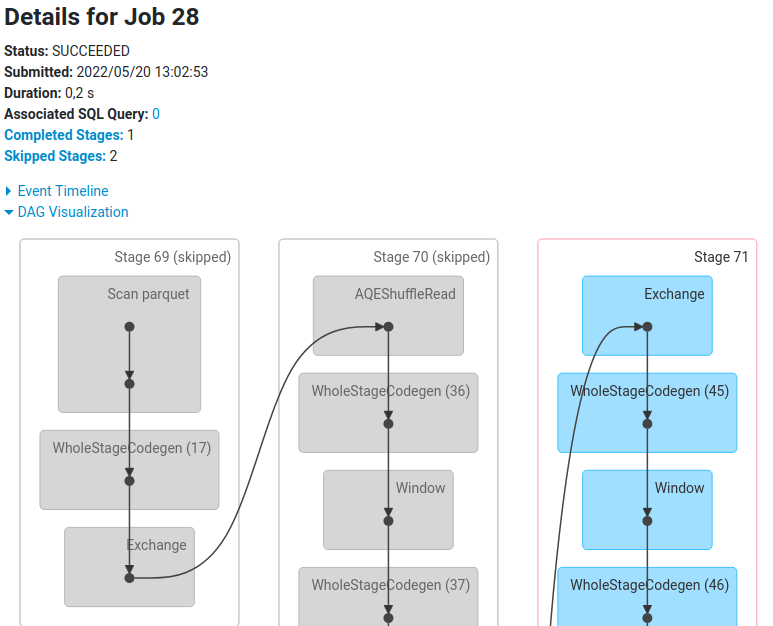 Details for Job 28
Status: SUCCEEDED
Submitted: 2022/05/20 13:02:53
Duration: 0,2 s
Associated SQL Query: 0
Completed Stages: 1
Skipped Stages: 2
Event Timeline
DAG Visualization
Stage 69 (skipped)
Scan parquet
WholeStageCodegen (17)
Exchange
Stage 70 (skipped)
AQEShuffleRead
WholeStageCodegen (36)
Window
WholeStageCodegen (37)
Stage 71
Exchange
WholeStageCodegen (45)
Window
WholeStageCodegen (46)